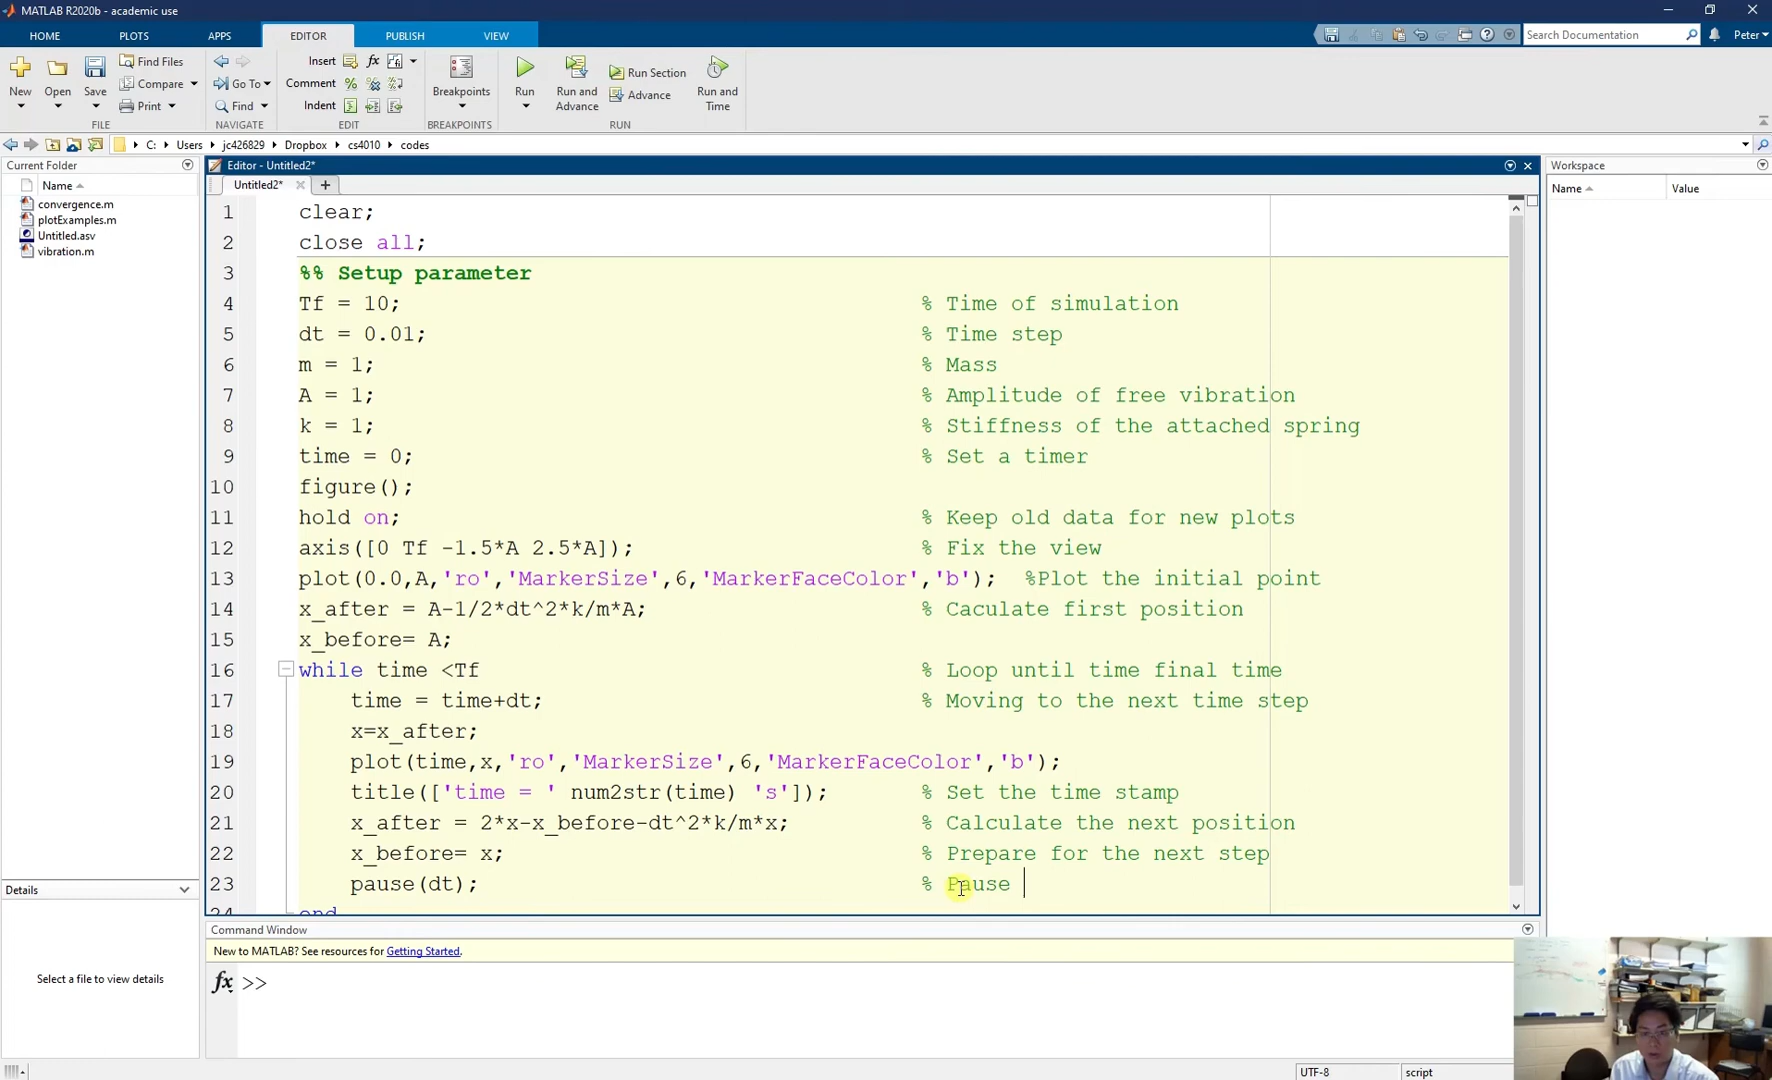 MATLAB R2020b - academic use
HOME PLOTS APPS EDITOR PUBLISH VIEW
Search Documentation
Peter
New Open Save
Find Files
Compare
Print
FILE
Go To
Find
NAVIGATE
Insert fx
Comment % % %
Indent
EDIT
Breakpoints
BREAKPOINTS
Run
Run and Advance
Run Section
Advance
Run and Time
RUN
C: Users jc426829 Dropbox cs4010 codes
Current Folder
Name
convergence.m
plotExamples.m
Untitled.asv
vibration.m
Details
Select a file to view details
Editor - Untitled2*
Untitled2* +
1 clear;
2 close all;
3 %% Setup parameter
4 Tf = 10; % Time of simulation
5 dt = 0.01; % Time step
6 m = 1; % Mass
7 A = 1; % Amplitude of free vibration
8 k = 1; % Stiffness of the attached spring
9 time = 0; % Set a timer
10 figure();
11 hold on; % Keep old data for new plots
12 axis([0 Tf -1.5*A 2.5*A]); % Fix the view
13 plot(0.0,A,'ro','MarkerSize',6,'MarkerFaceColor','b'); %Plot the initial point
14 x_after = A-1/2*dt^2*k/m*A; % Caculate first position
15 x_before= A;
16 while time <Tf % Loop until time final time
17 time = time+dt; % Moving to the next time step
18 x=x_after;
19 plot(time,x,'ro','MarkerSize',6,'MarkerFaceColor','b');
20 title(['time = ' num2str(time) 's']); % Set the time stamp
21 x_after = 2*x-x_before-dt^2*k/m*x; % Calculate the next position
22 x_before= x; % Prepare for the next step
23 pause(dt); % Pause
24 end
Command Window
New to MATLAB? See resources for Getting Started.
fx >>
Workspace
Name Value
UTF-8 script